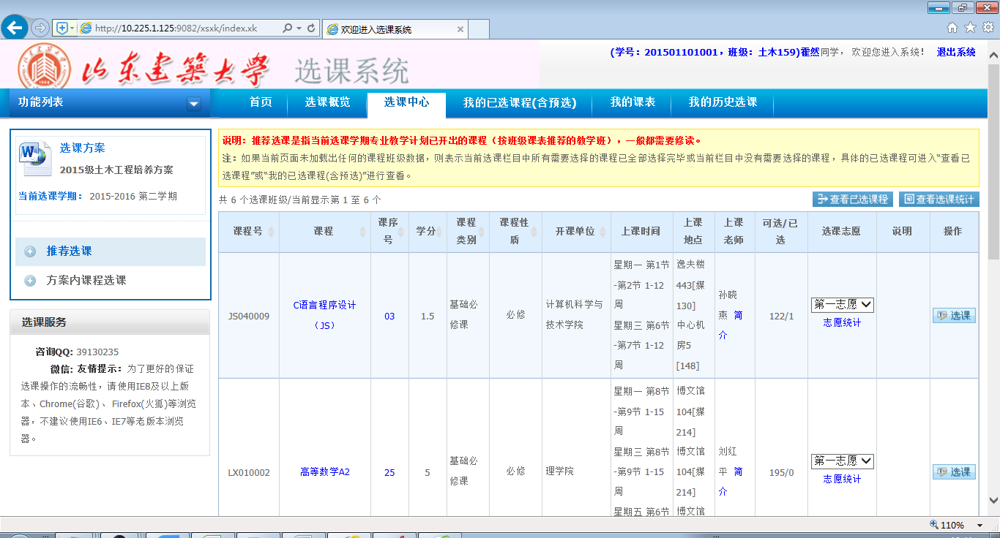 http://10.225.1.125:9082/xsxk/index.xk
欢迎进入选课系统
山东建筑大学 选课系统
(学号：201501101001，班级：土木159)霍然同学， 欢迎您进入系统！ 退出系统
功能列表
首页 选课概览 选课中心 我的已选课程(含预选) 我的课表 我的历史选课
选课方案
2015级土木工程培养方案
当前选课学期： 2015-2016 第二学期
推荐选课
方案内课程选课
选课服务
咨询QQ: 39130235
微信: 友情提示：为了更好的保证
选课操作的流畅性，请使用IE8及以上版
本、Chrome(谷歌)、 Firefox(火狐)等浏览
器，不建议使用IE6、IE7等老版本浏览
器。
说明：推荐选课是指当前选课学期专业教学计划已开出的课程（按班级课表推荐的教学班），一般都需要修读。
注：如果当前页面未加载出任何的课程班级数据，则表示当前选课栏目中所有需要选择的课程已全部选择完毕或当前栏目中没有需要选择的课程，具体的已选课程可进入“查看已
选课程”或“我的已选课程(含预选)”进行查看。
共 6 个选课班级/当前显示第 1 至 6 个
查看已选课程 查看选课统计
课程号
课程
课序
号
学分
课程
类别
课程性
质
开课单位
上课时间
上课
地点
上课
老师
可选/已
选
选课志愿
说明
操作
JS040009
C语言程序设计
（JS）
03
1.5
基础必
修课
必修
计算机科学与
技术学院
星期一 第1节
-第2节 1-12
周
星期三 第6节
-第7节 1-12
周
逸夫楼
443[媒
130]
中心机
房5
[148]
孙晓
燕 简
介
122/1
第一志愿
志愿统计
选课
LX010002
高等数学A2
25
5
基础必
修课
必修
理学院
星期一 第8节
-第9节 1-15
周
星期三 第8节
-第9节 1-15
周
星期五 第6节
博文馆
104[媒
214]
博文馆
104[媒
214]
博文馆
刘红
平 简
介
195/0
第一志愿
志愿统计
选课
110%